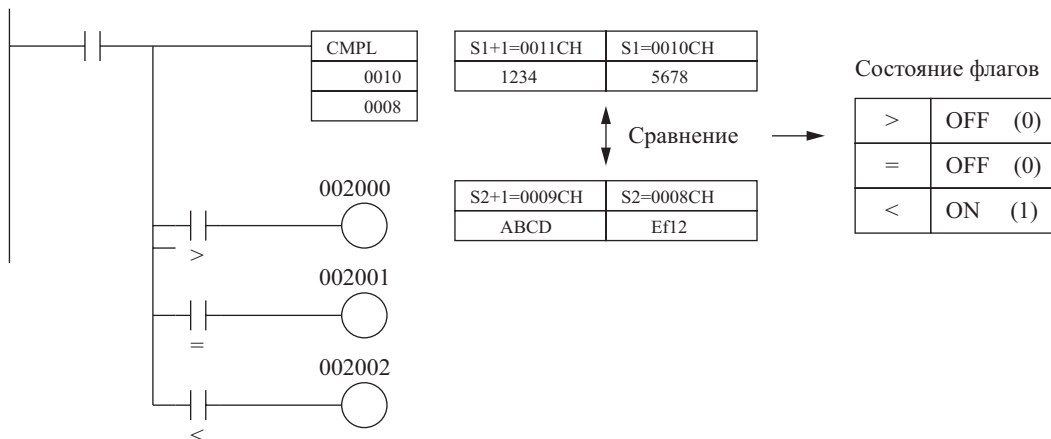 CMPL
0010
0008
S1+1=0011CH S1=0010CH
1234 5678
Сравнение
S2+1=0009CH S2=0008CH
ABCD Ef12
Состояние флагов
> OFF (0)
= OFF (0)
< ON (1)
002000
>
002001
=
002002
<